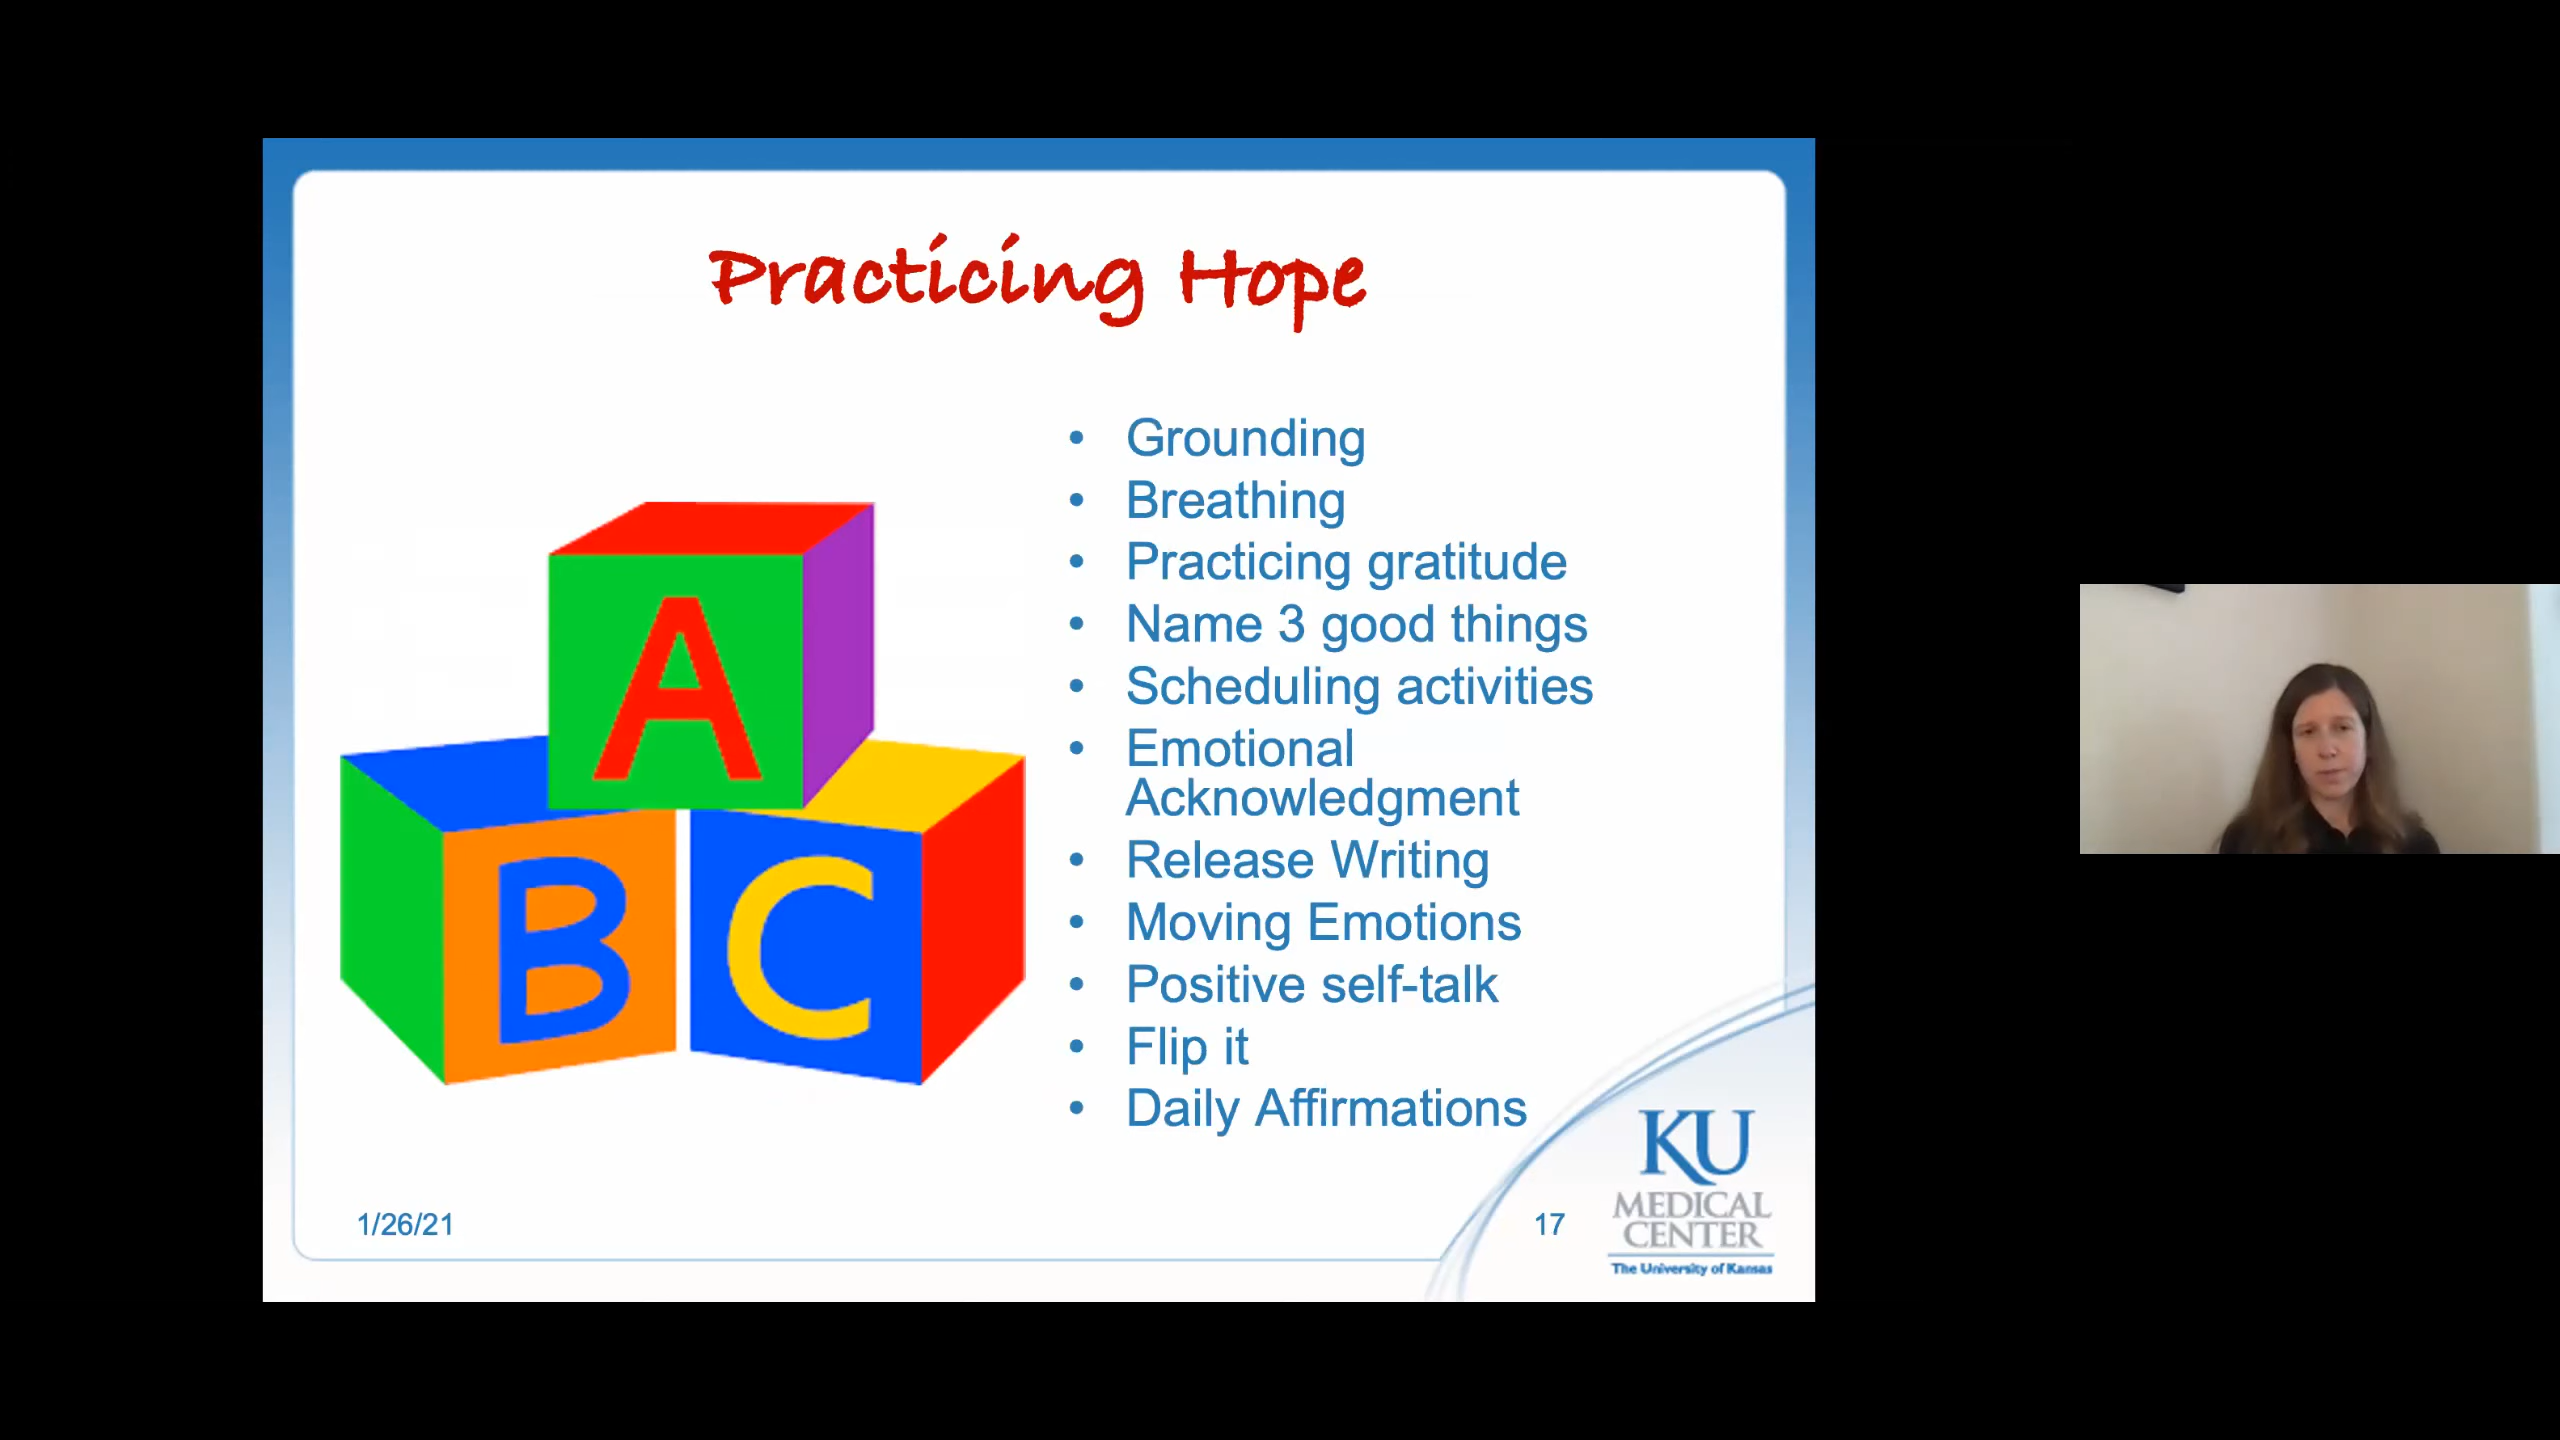 Practicing Hope
• Grounding
• Breathing
• Practicing gratitude
• Name 3 good things
• Scheduling activities
• Emotional
Acknowledgment
• Release Writing
• Moving Emotions
• Positive self-talk
• Flip it
• Daily Affirmations
A
B C
1/26/21
17
KU
MEDICAL
CENTER
The University of Kansas